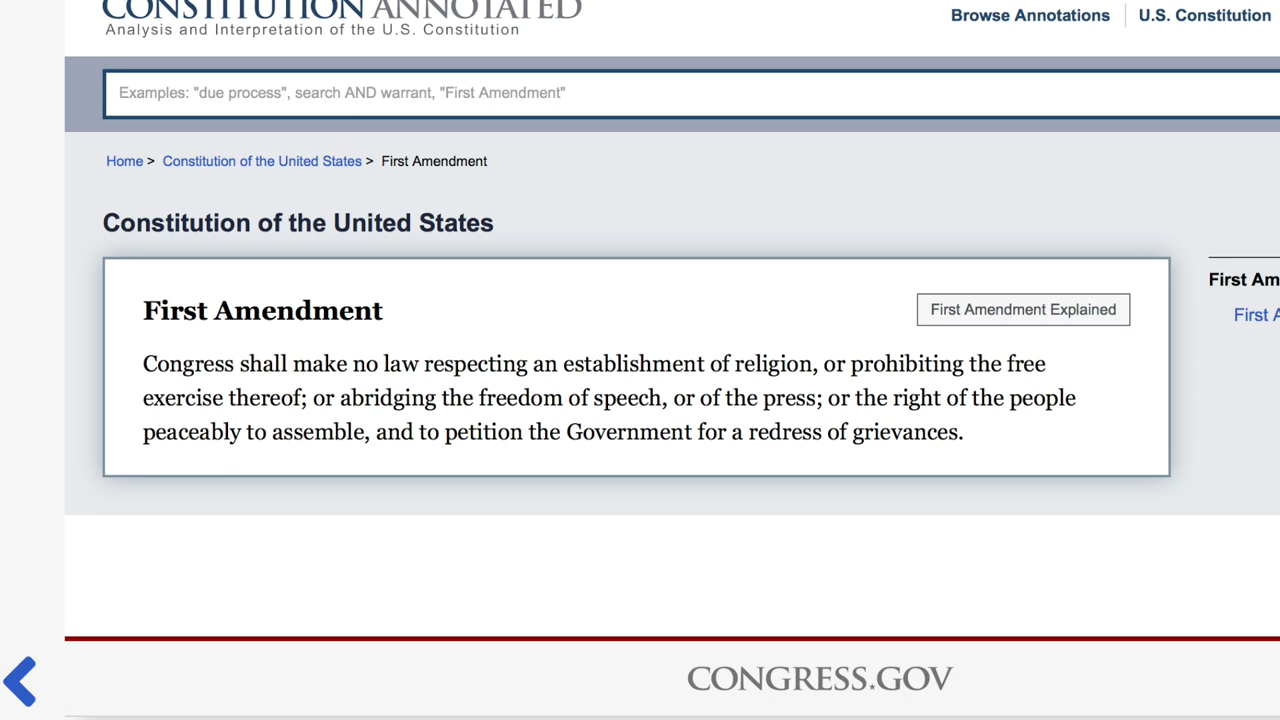 CONSTITUTION ANNOTATED
Analysis and Interpretation of the U.S. Constitution
Browse Annotations
U.S. Constitution
Examples: "due process", search AND warrant, "First Amendment"
Home > Constitution of the United States > First Amendment
Constitution of the United States
First Amendment
First Amendment Explained
Congress shall make no law respecting an establishment of religion, or prohibiting the free
exercise thereof; or abridging the freedom of speech, or of the press; or the right of the people
peaceably to assemble, and to petition the Government for a redress of grievances.
First Am
First A
CONGRESS.GOV